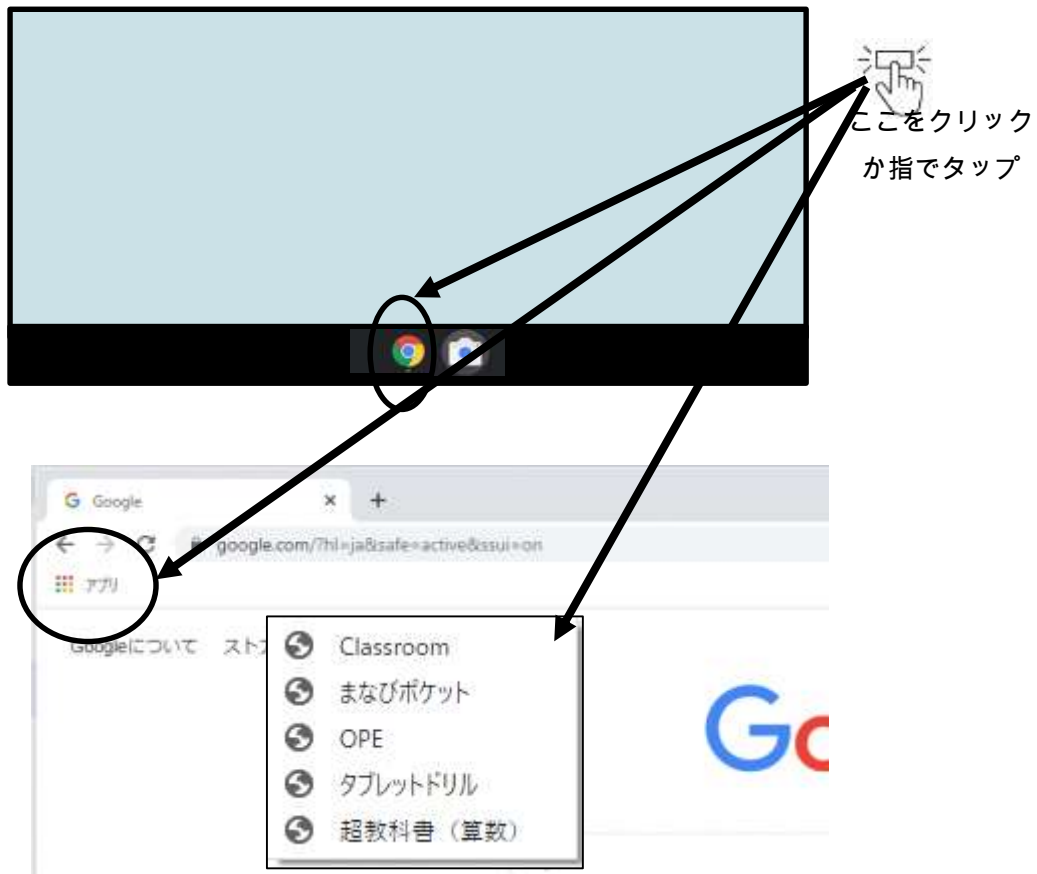 ここをクリック
か指でタップ
Google
google.com/?hl=ja&safe=active&ssui=on
アプリ
Googleについて スト
Classroom
まなびポケット
OPE
タブレットドリル
超教科書（算数）
Go